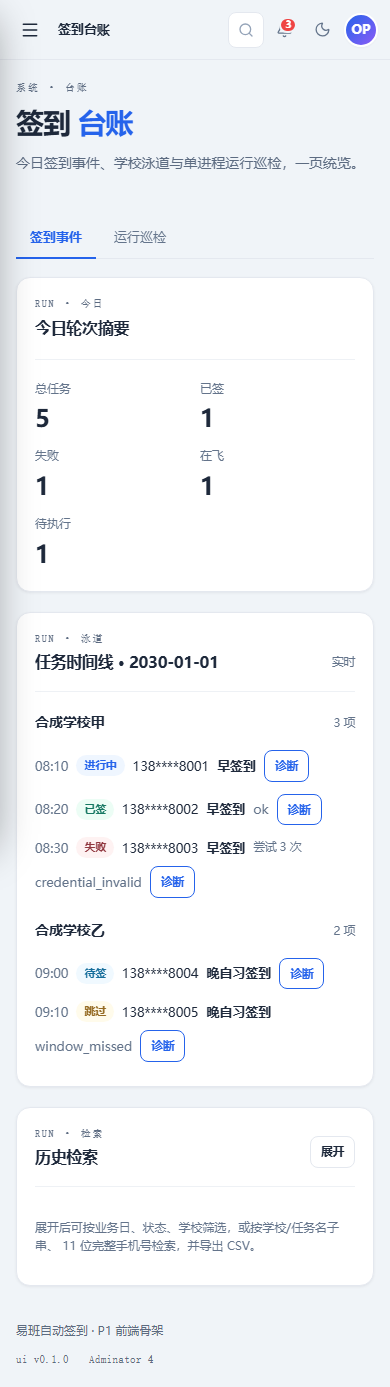 签到台账
3
OP
系统 • 台账
签到 台账
今日签到事件、学校泳道与单进程运行巡检，一页统览。
签到事件 运行巡检
RUN • 今日
今日轮次摘要
总任务 已签
5 1
失败 在飞
1 1
待执行
1
RUN • 泳道
任务时间线 • 2030-01-01 实时
合成学校甲 3 项
08:10 进行中 138****8001 早签到 诊断
08:20 已签 138****8002 早签到 ok 诊断
08:30 失败 138****8003 早签到 尝试 3 次
credential_invalid 诊断
合成学校乙 2 项
09:00 待签 138****8004 晚自习签到 诊断
09:10 跳过 138****8005 晚自习签到
window_missed 诊断
RUN • 检索
历史检索 展开
展开后可按业务日、状态、学校筛选，或按学校/任务名子
串、 11 位完整手机号检索，并导出 CSV。
易班自动签到 · P1 前端骨架
ui v0.1.0 Adminator 4